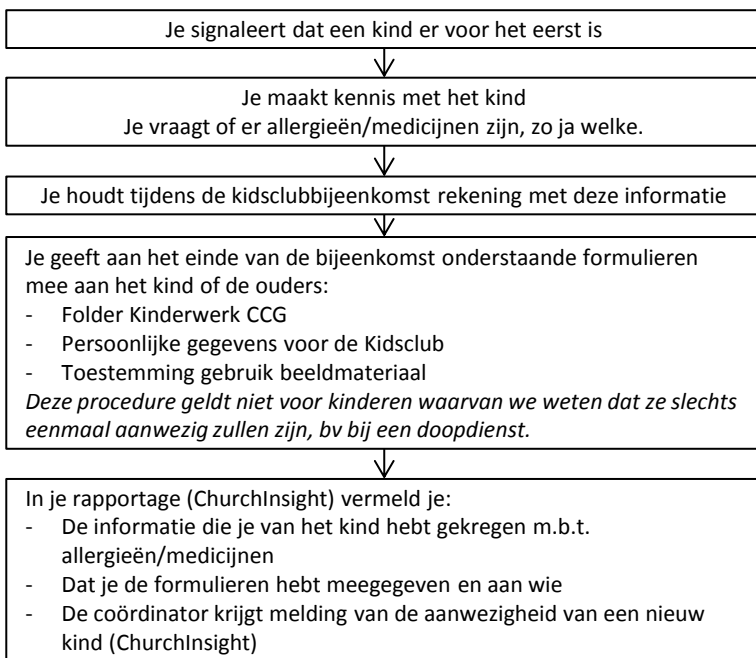 Je signaleert dat een kind er voor het eerst is
Je maakt kennis met het kind
Je vraagt of er allergieën/medicijnen zijn, zo ja welke.
Je houdt tijdens de kidsclubbijeenkomst rekening met deze informatie
Je geeft aan het einde van de bijeenkomst onderstaande formulieren
mee aan het kind of de ouders:
- Folder Kinderwerk CCG
- Persoonlijke gegevens voor de Kidsclub
- Toestemming gebruik beeldmateriaal
Deze procedure geldt niet voor kinderen waarvan we weten dat ze slechts
eenmaal aanwezig zullen zijn, bv bij een doopdienst.
In je rapportage (ChurchInsight) vermeld je:
- De informatie die je van het kind hebt gekregen m.b.t.
allergieën/medicijnen
- Dat je de formulieren hebt meegegeven en aan wie
- De coördinator krijgt melding van de aanwezigheid van een nieuw
kind (ChurchInsight)